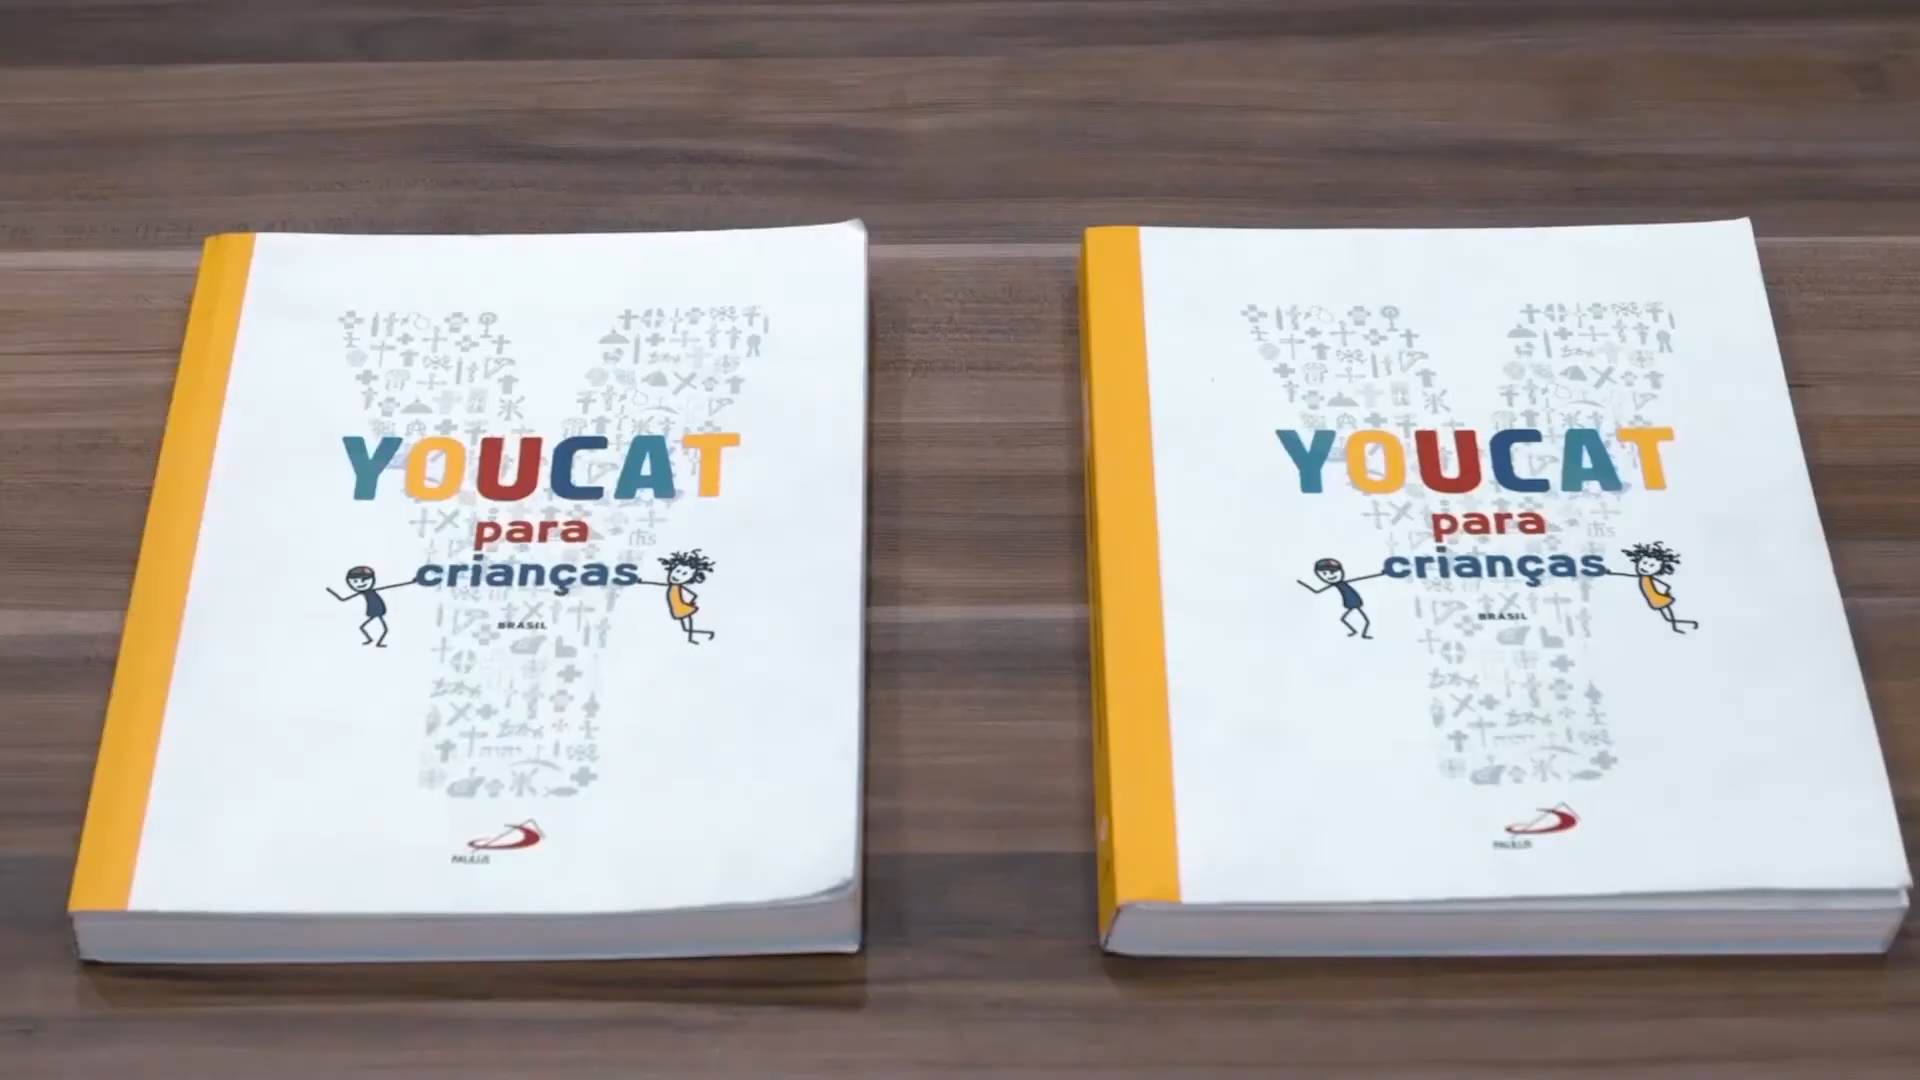 YOUCAT
para
crianças
BRASIL
PAULUS
YOUCAT
para
crianças
BRASIL
PAULUS